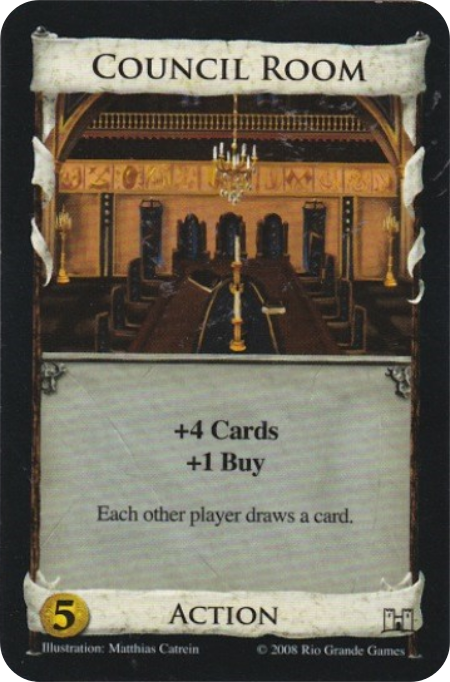 COUNCIL ROOM
+4 Cards
+1 Buy
Each other player draws a card.
5 ACTION
Illustration: Matthias Catrein © 2008 Rio Grande Games